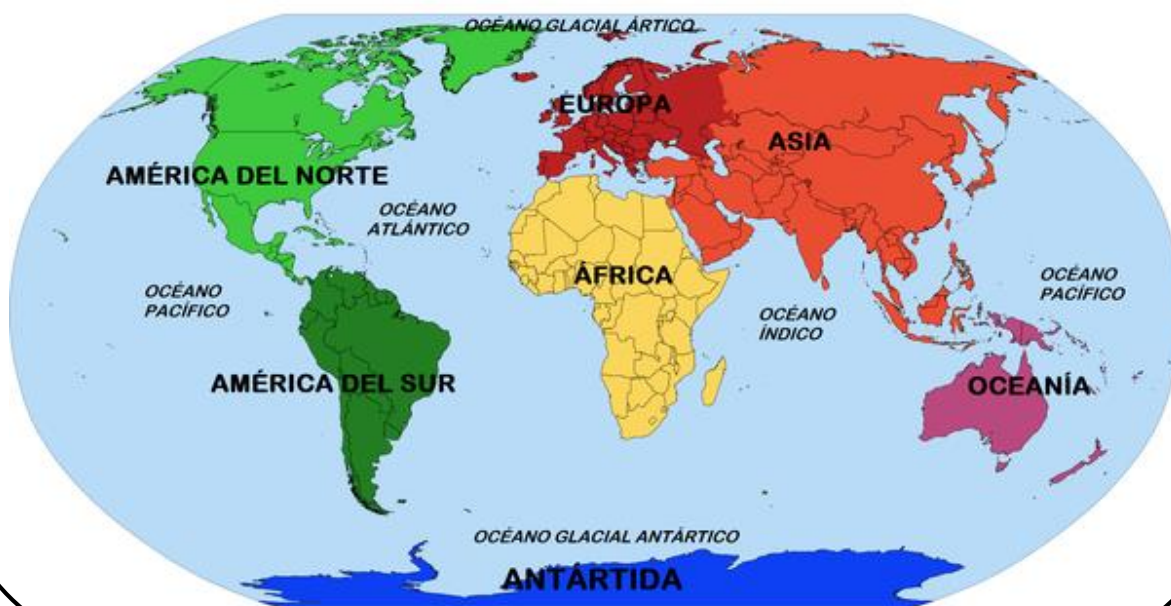 OCÉANO GLACIAL ÁRTICO
EUROPA
ASIA
AMÉRICA DEL NORTE
OCÉANO
ATLÁNTICO
ÁFRICA
OCÉANO
PACÍFICO
OCÉANO
ÍNDICO
OCÉANO
PACÍFICO
AMÉRICA DEL SUR
OCEANÍA
OCÉANO GLACIAL ANTÁRTICO
ANTÁRTIDA